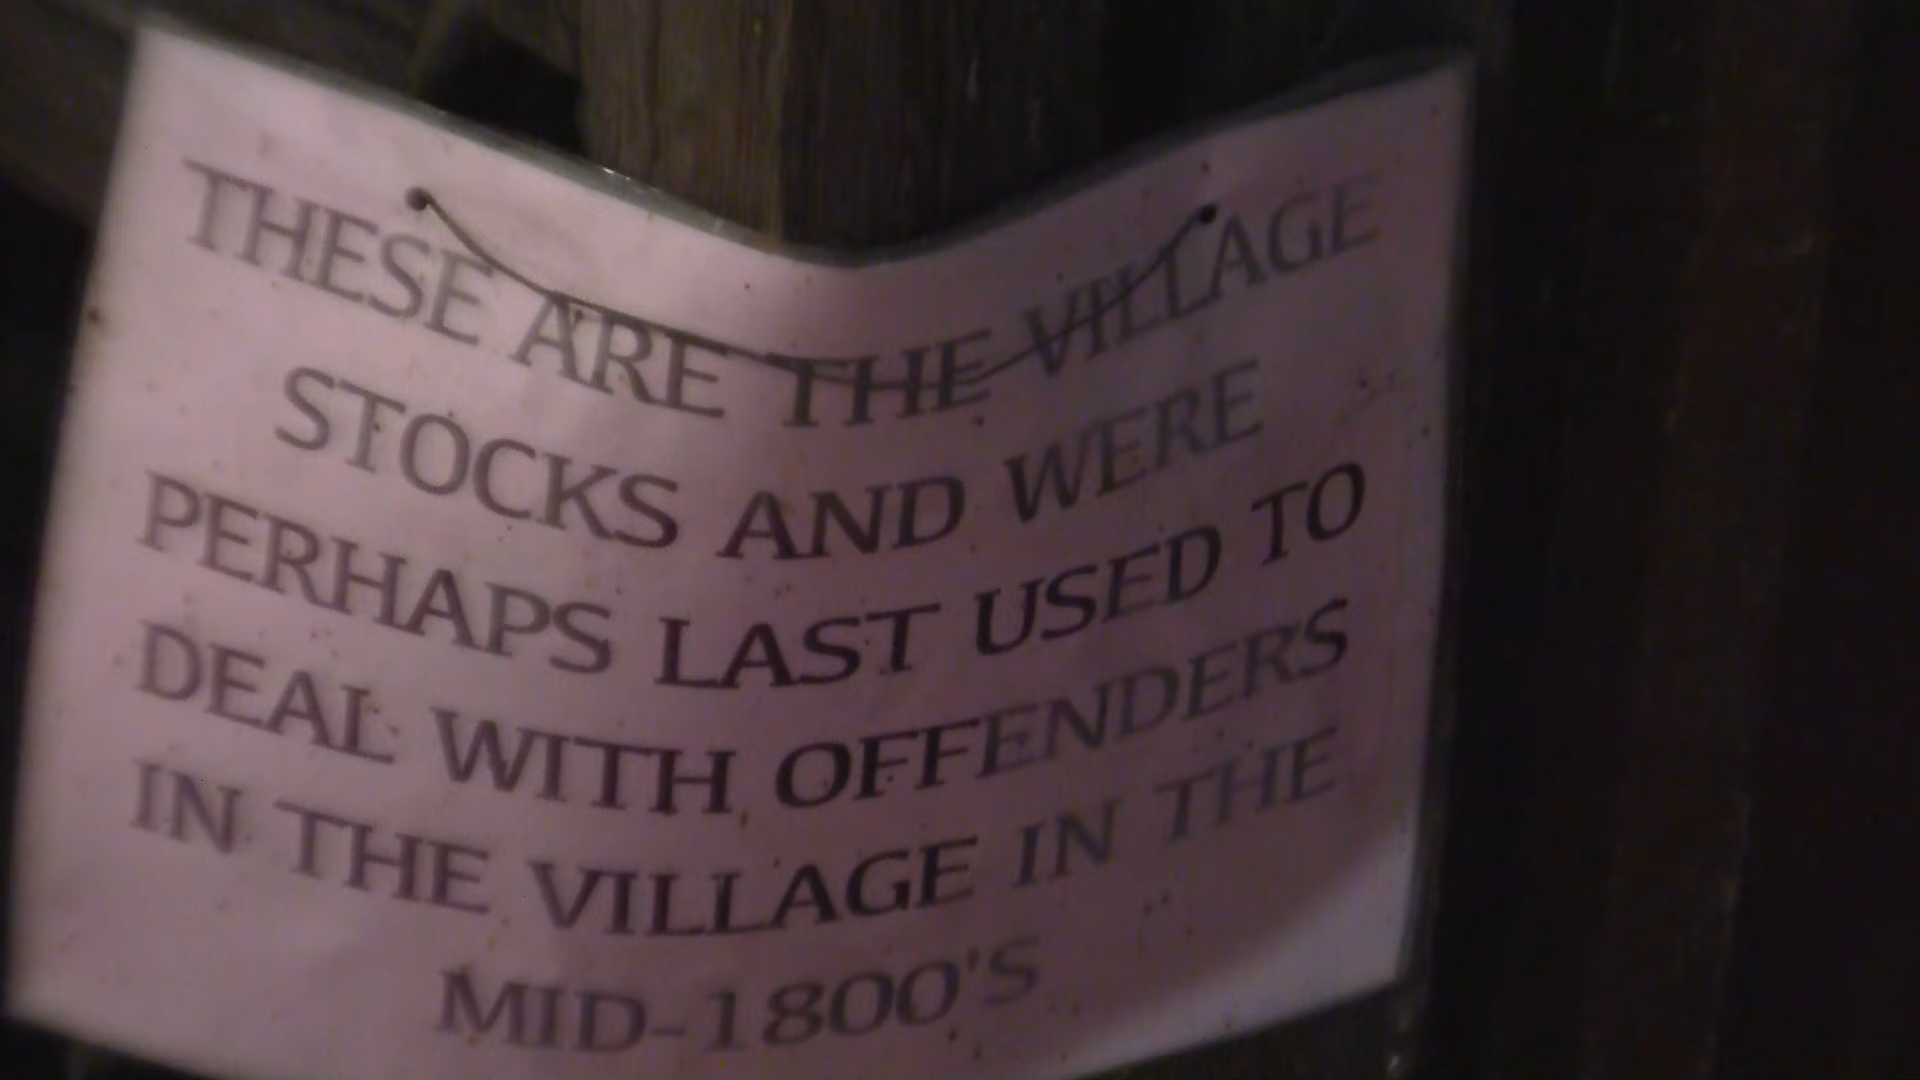 THESE ARE THE VILLAGE
STOCKS AND WERE
PERHAPS LAST USED TO
DEAL WITH OFFENDERS
IN THE VILLAGE IN THE
MID-1800'S